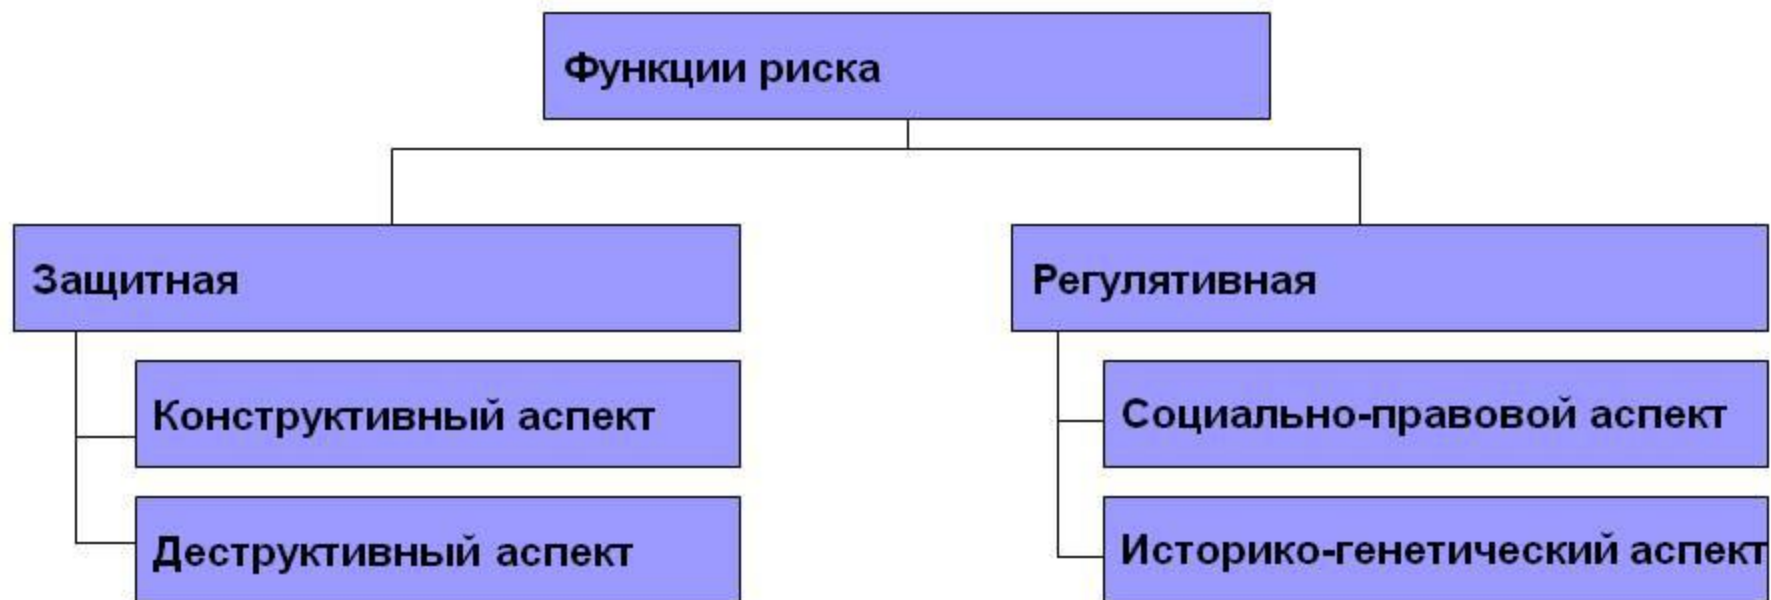 Функции риска
Защитная
Регулятивная
Конструктивный аспект
Социально-правовой аспект
Деструктивный аспект
Историко-генетический аспект